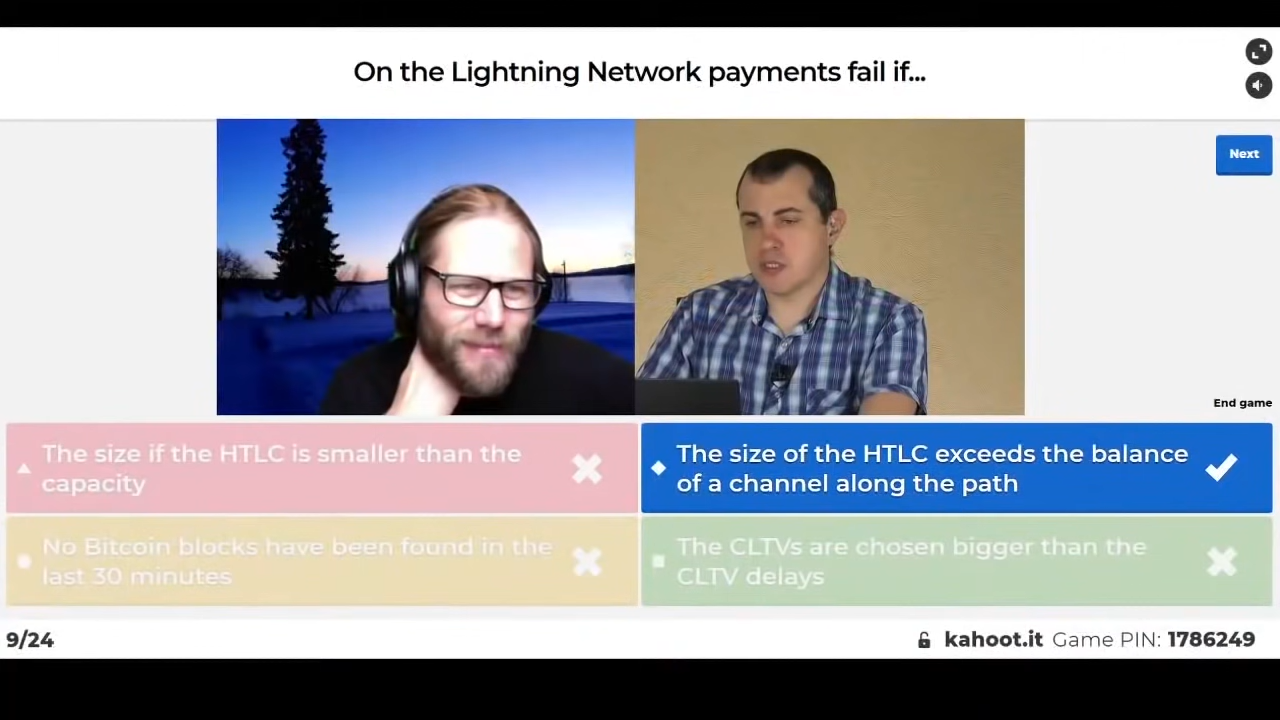 On the Lightning Network payments fail if...
Next
End game
The size if the HTLC is smaller than the
capacity
The size of the HTLC exceeds the balance
of a channel along the path
No Bitcoin blocks have been found in the
last 30 minutes
The CLTVs are chosen bigger than the
CLTV delays
9/24
kahoot.it Game PIN: 1786249